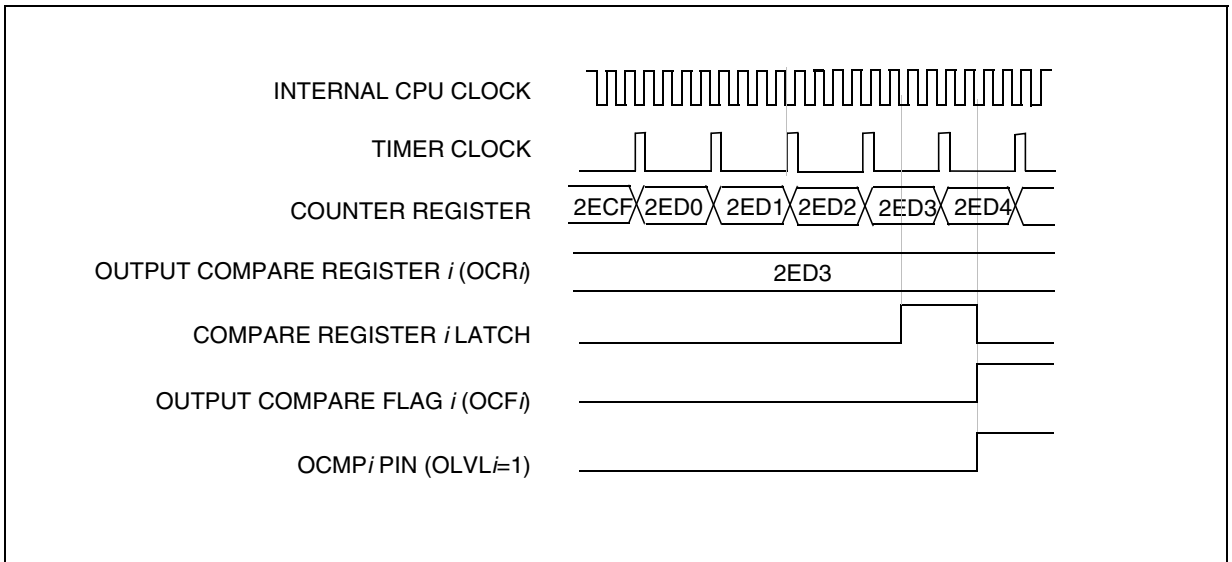 INTERNAL CPU CLOCK
TIMER CLOCK
COUNTER REGISTER 2ECF 2ED0 2ED1 2ED2 2ED3 2ED4
OUTPUT COMPARE REGISTER i (OCRi) 2ED3
COMPARE REGISTER i LATCH
OUTPUT COMPARE FLAG i (OCFi)
OCMPi PIN (OLVLi=1)